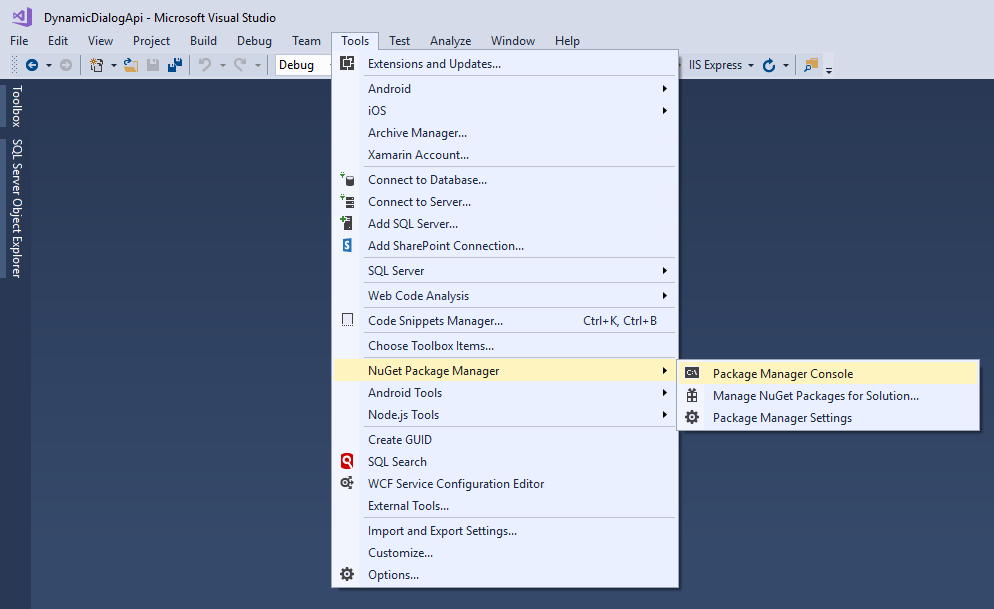 DynamicDialogApi - Microsoft Visual Studio
File Edit View Project Build Debug Team Tools Test Analyze Window Help
Debug IIS Express
Toolbox
SQL Server Object Explorer
Extensions and Updates...
Android
iOS
Archive Manager...
Xamarin Account...
Connect to Database...
Connect to Server...
Add SQL Server...
Add SharePoint Connection...
SQL Server
Web Code Analysis
Code Snippets Manager... Ctrl+K, Ctrl+B
Choose Toolbox Items...
NuGet Package Manager
Package Manager Console
Manage NuGet Packages for Solution...
Package Manager Settings
Android Tools
Node.js Tools
Create GUID
SQL Search
WCF Service Configuration Editor
External Tools...
Import and Export Settings...
Customize...
Options...